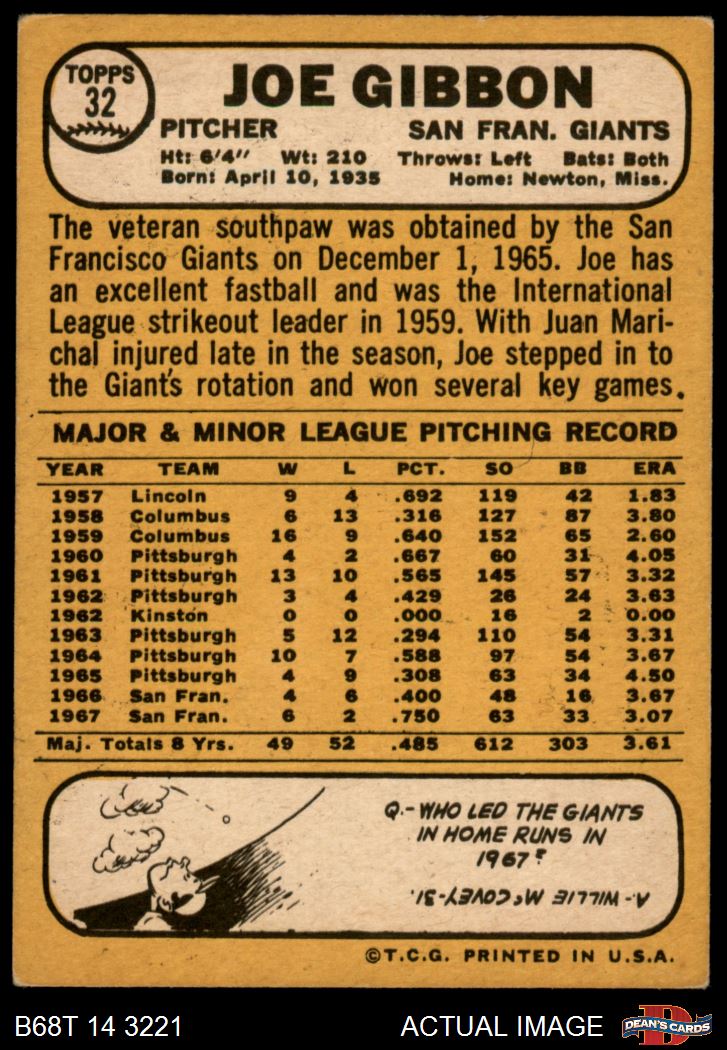 TOPPS
32
JOE GIBBON
PITCHER SAN FRAN. GIANTS
Ht: 6'4" Wt: 210 Throws: Left Bats: Both
Born: April 10, 1935 Home: Newton, Miss.
The veteran southpaw was obtained by the San
Francisco Giants on December 1, 1965. Joe has
an excellent fastball and was the International
League strikeout leader in 1959. With Juan Mari-
chal injured late in the season, Joe stepped in to
the Giant's rotation and won several key games.
MAJOR & MINOR LEAGUE PITCHING RECORD
YEAR TEAM W L PCT. SO BB ERA
1957 Lincoln 9 4 .692 119 42 1.83
1958 Columbus 6 13 .316 127 87 3.80
1959 Columbus 16 9 .640 152 65 2.60
1960 Pittsburgh 4 2 .667 60 31 4.05
1961 Pittsburgh 13 10 .565 145 57 3.32
1962 Pittsburgh 3 4 .429 26 24 3.63
1962 Kinston 0 0 .000 16 2 0.00
1963 Pittsburgh 5 12 .294 110 54 3.31
1964 Pittsburgh 10 7 .588 97 54 3.67
1965 Pittsburgh 4 9 .308 63 34 4.50
1966 San Fran. 4 6 .400 48 16 3.67
1967 San Fran. 6 2 .750 63 33 3.07
Maj. Totals 8 Yrs. 49 52 .485 612 303 3.61
Q.- WHO LED THE GIANTS
IN HOME RUNS IN
1967?
A.- WILLIE McCOVEY-31.
©T.C.G. PRINTED IN U.S.A.
B68T 14 3221 ACTUAL IMAGE
D
DEAN'S CARDS